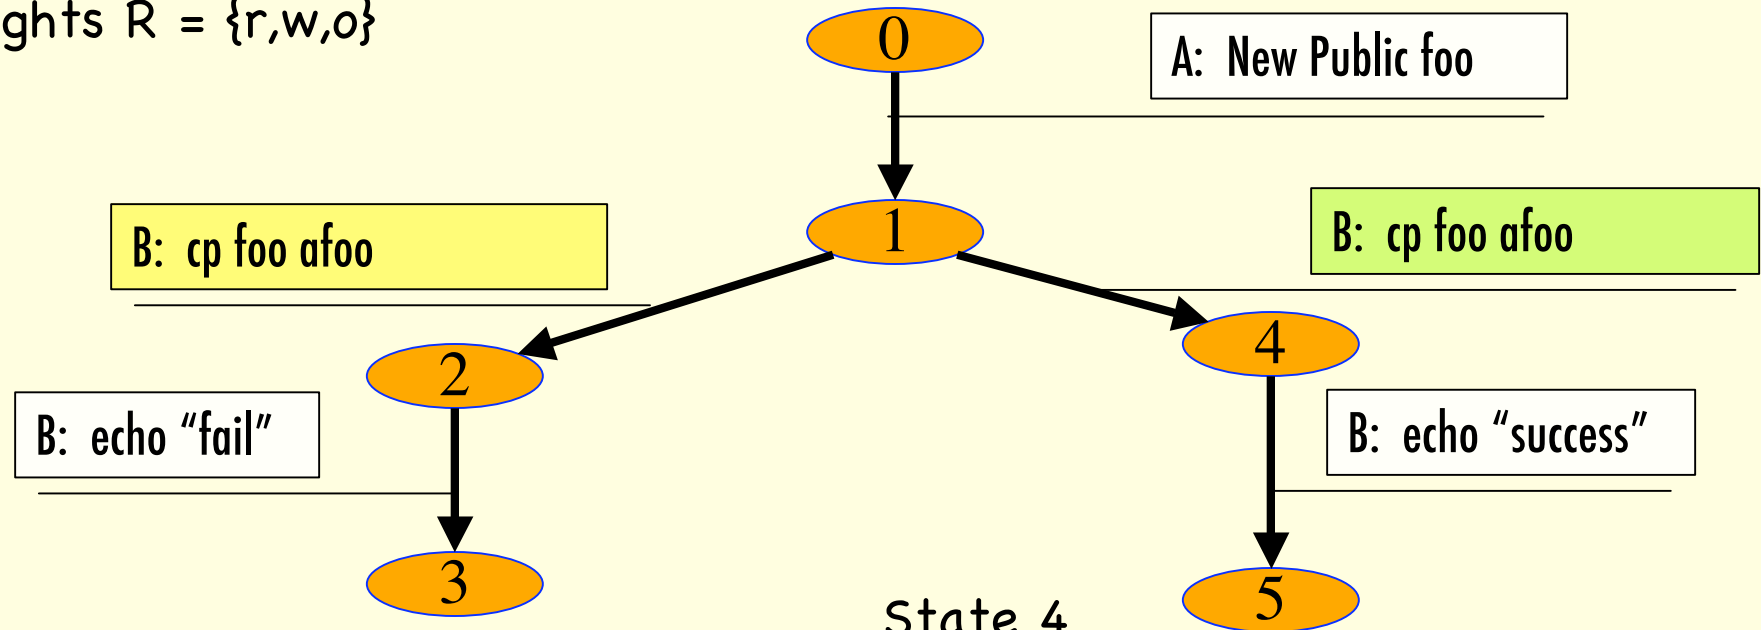 ghts R = {r,w,o}
0
A: New Public foo
1
B: cp foo afoo
B: cp foo afoo
2
4
B: echo “fail”
B: echo “success”
3
5
State 4